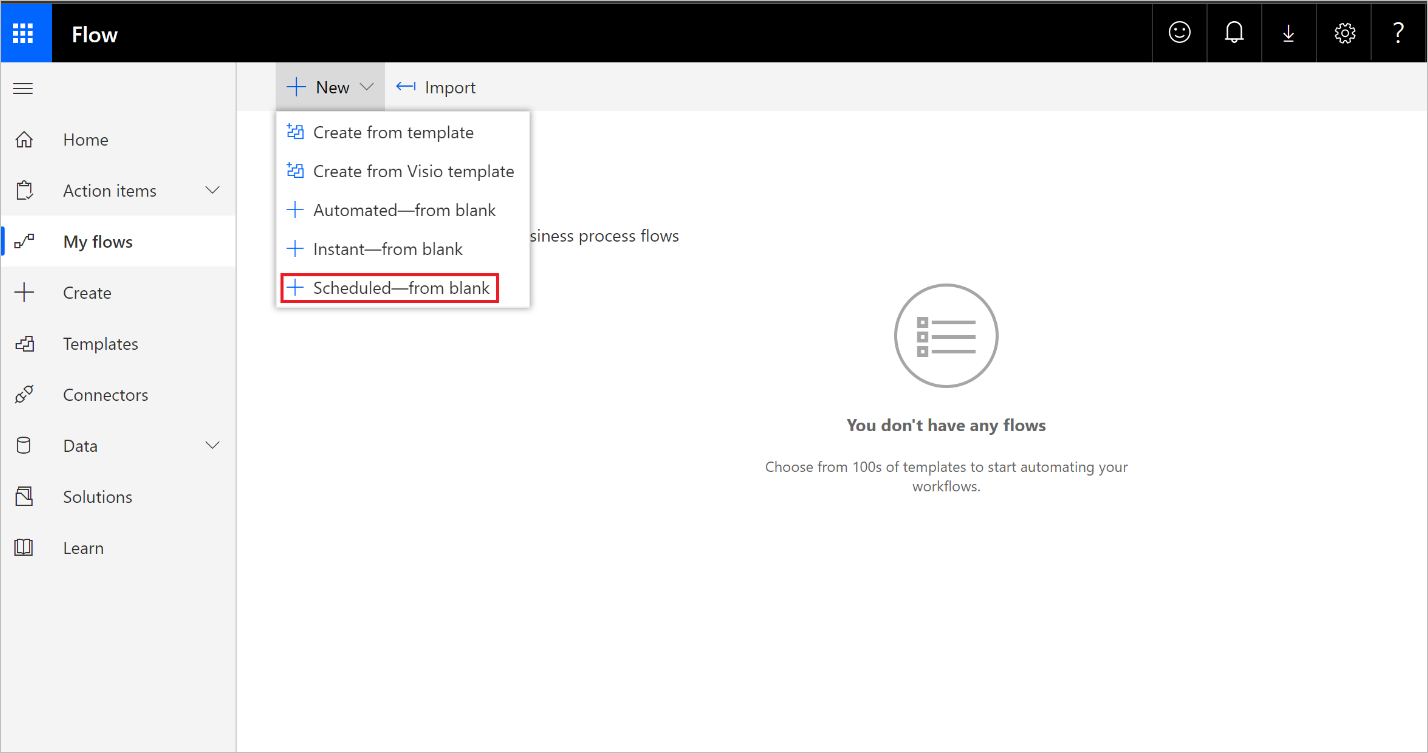 Flow
?
New
Import
Home
Action items
My flows
Create
Templates
Connectors
Data
Solutions
Learn
Create from template
Create from Visio template
Automated—from blank
Instant—from blank
Scheduled—from blank
process flows
You don't have any flows
Choose from 100s of templates to start automating your
workflows.